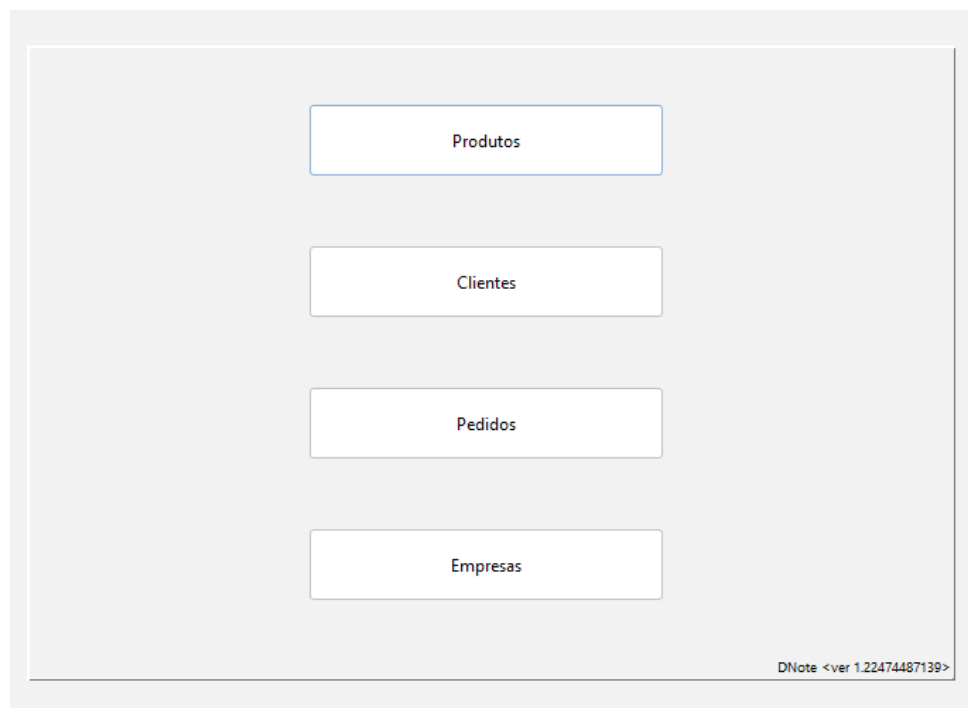 Produtos
Clientes
Pedidos
Empresas
DNote <ver 1.22474487139>